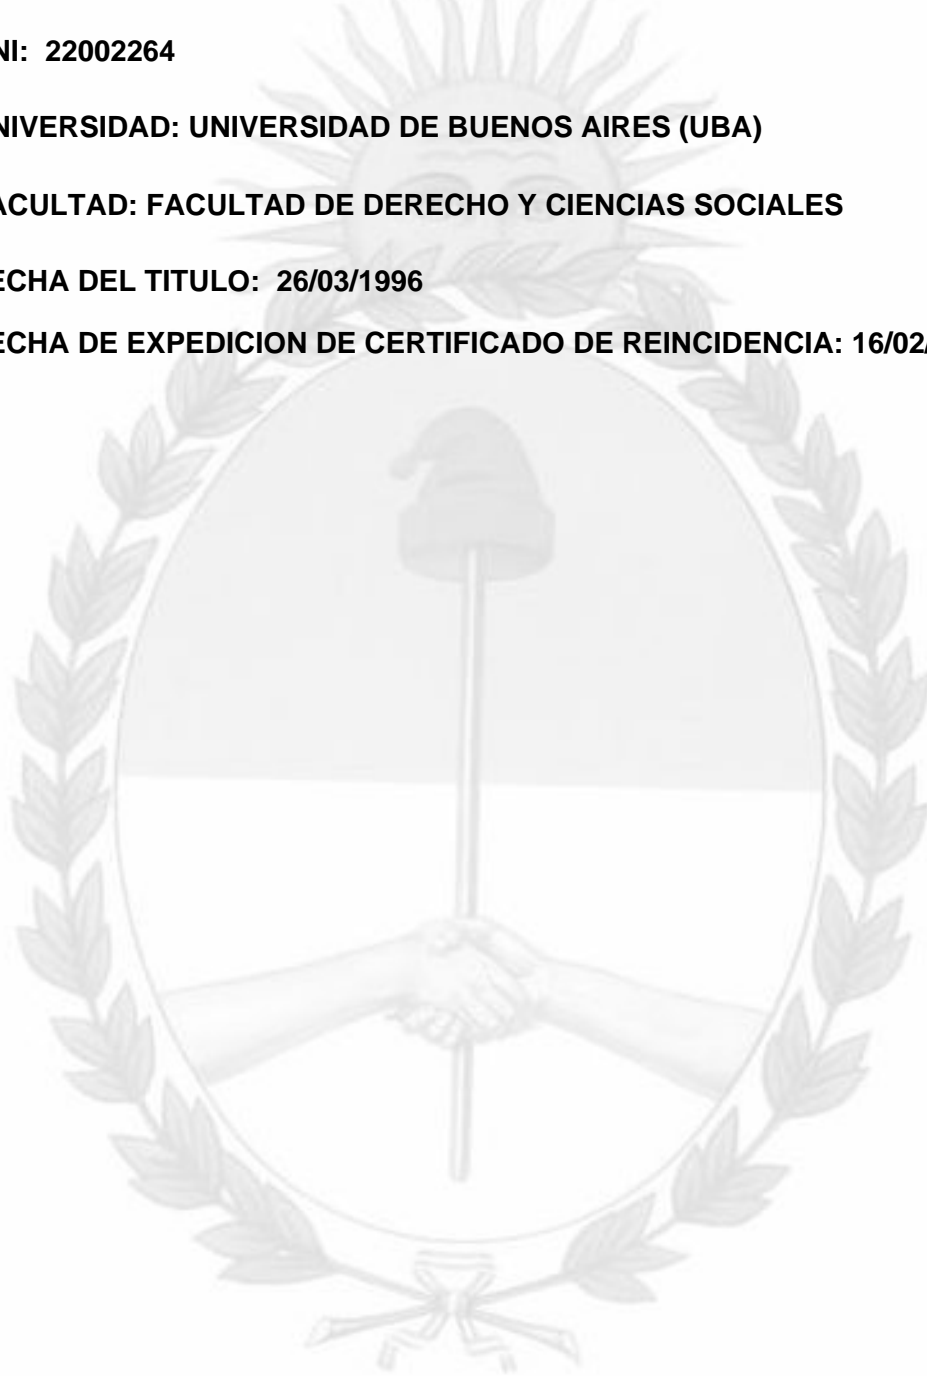 NI: 22002264
NIVERSIDAD: UNIVERSIDAD DE BUENOS AIRES (UBA)
ACULTAD: FACULTAD DE DERECHO Y CIENCIAS SOCIALES
ECHA DEL TITULO: 26/03/1996
ECHA DE EXPEDICION DE CERTIFICADO DE REINCIDENCIA: 16/02/